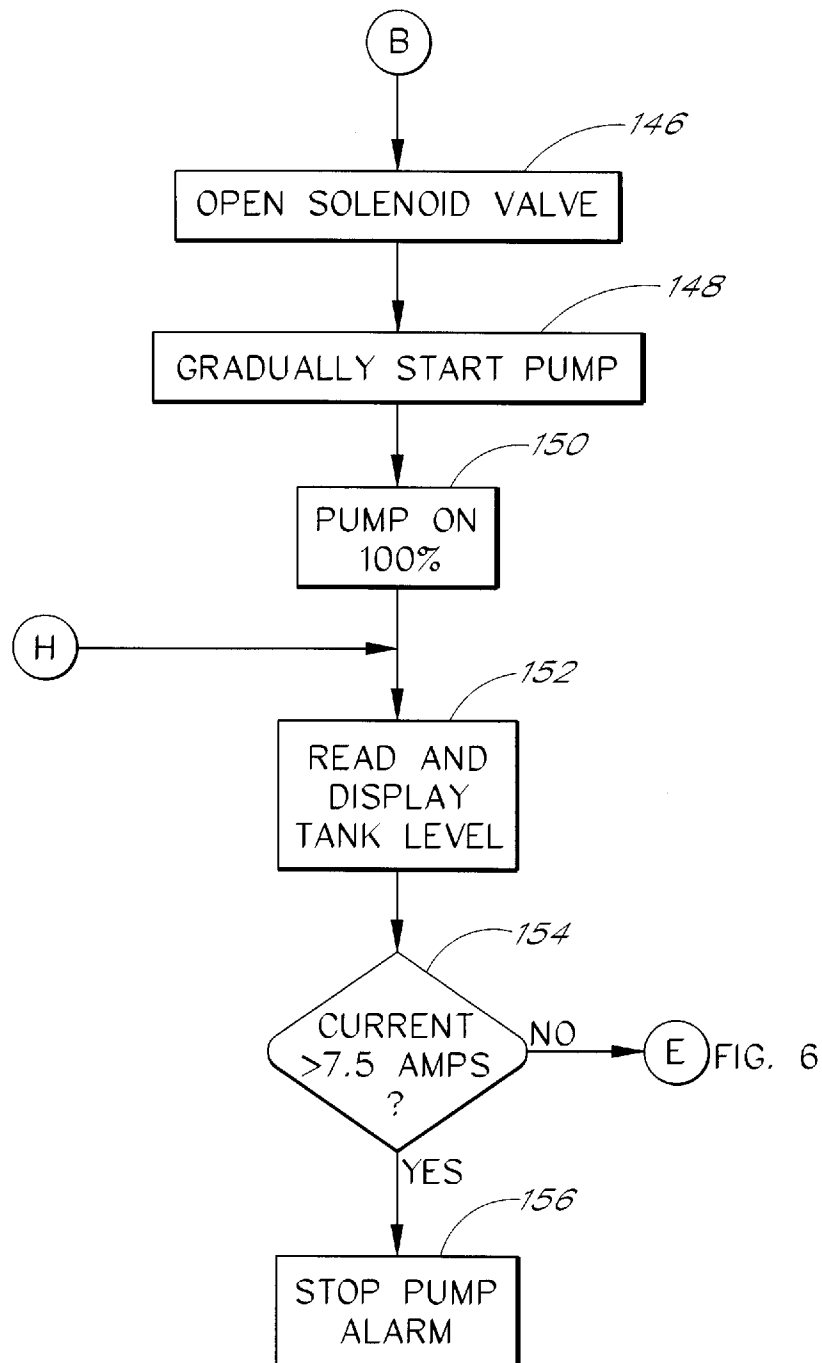 B
146
OPEN SOLENOID VALVE
148
GRADUALLY START PUMP
150
PUMP ON
100%
H
152
READ AND
DISPLAY
TANK LEVEL
154
CURRENT
>7.5 AMPS
?
NO
E
FIG. 6
YES
156
STOP PUMP
ALARM